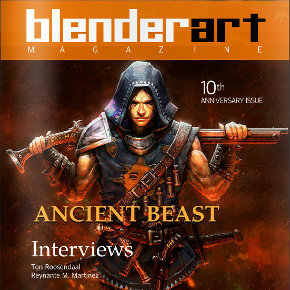 blenderart
MAGAZINE
10th
ANNIVERSARY ISSUE
ANCIENT BEAST
Interviews
Ton Roosendaal
Reynante M. Martinez